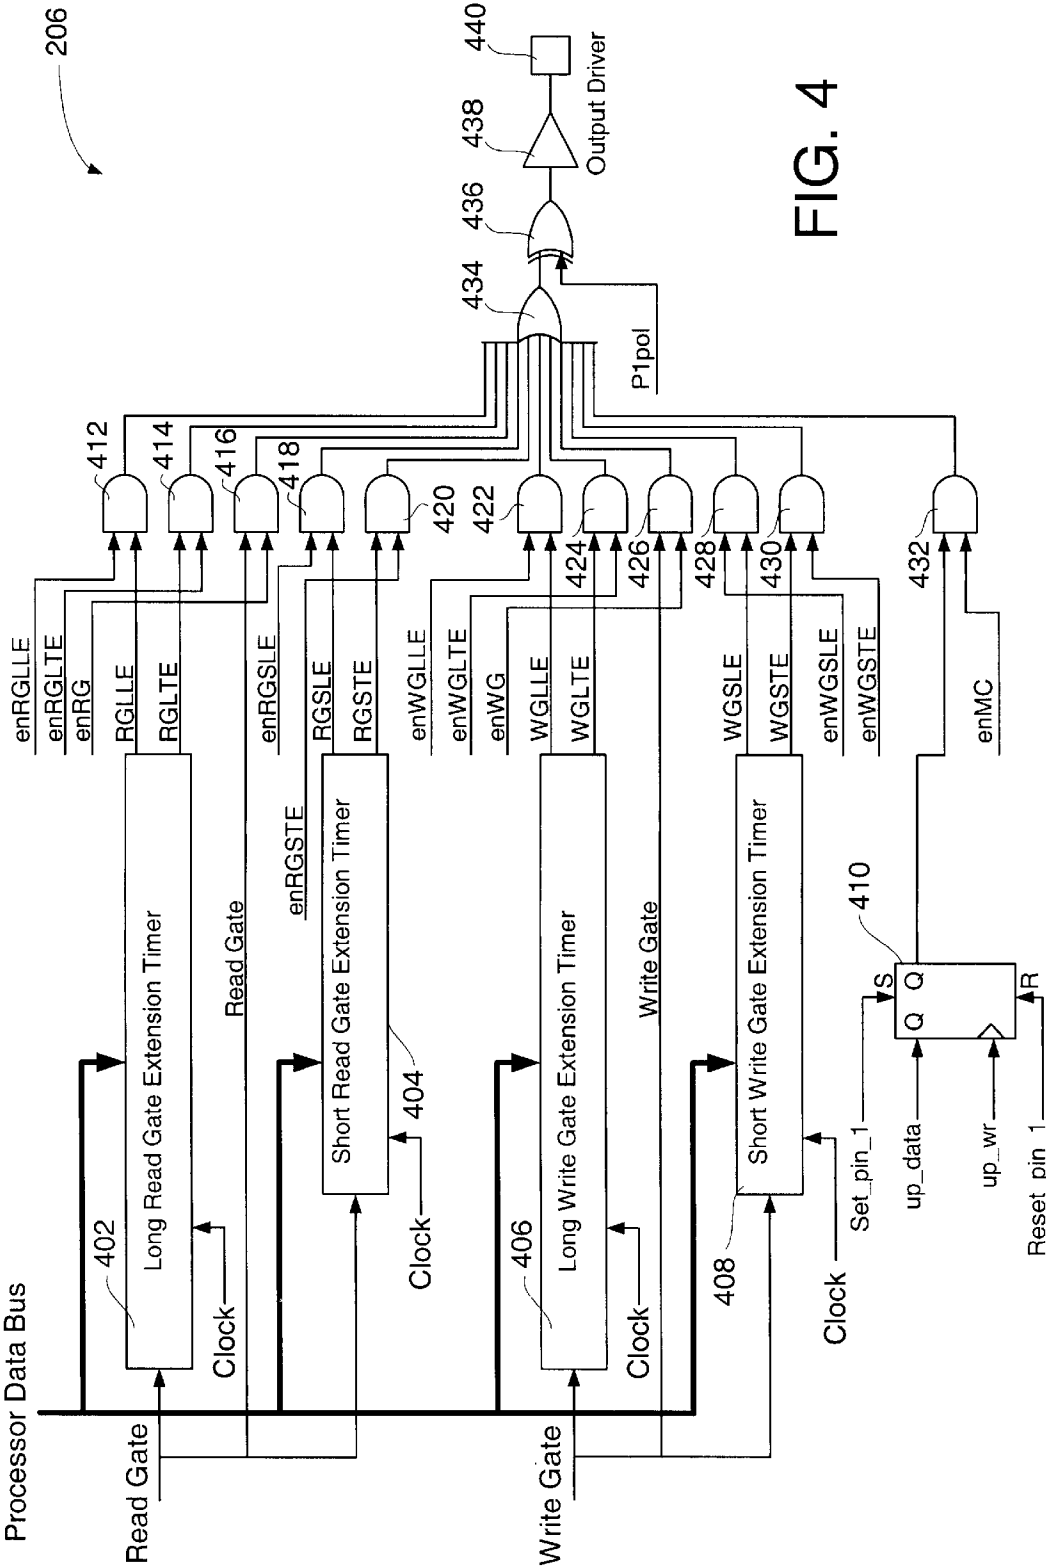 206
Processor Data Bus
Read Gate
402
Long Read Gate Extension Timer
Clock
Read Gate
Short Read Gate Extension Timer
404
Clock
Write Gate
406
Long Write Gate Extension Timer
Clock
Write Gate
408
Short Write Gate Extension Timer
Clock
410
Set_pin_1
up_data
up_wr
Reset_pin_1
S
Q
Q
R
enRGLLE
enRGLTE
enRG
RGLLE
RGLTE
enRGSLE
RGSLE
RGSTE
enRGSTE
enWGLLE
enWGLTE
enWG
WGLLE
WGLTE
WGSLE
WGSTE
enWGSLE
enWGSTE
enMC
412
414
416
418
420
422
424
426
428
430
432
434
436
438
440
P1pol
Output Driver
FIG. 4